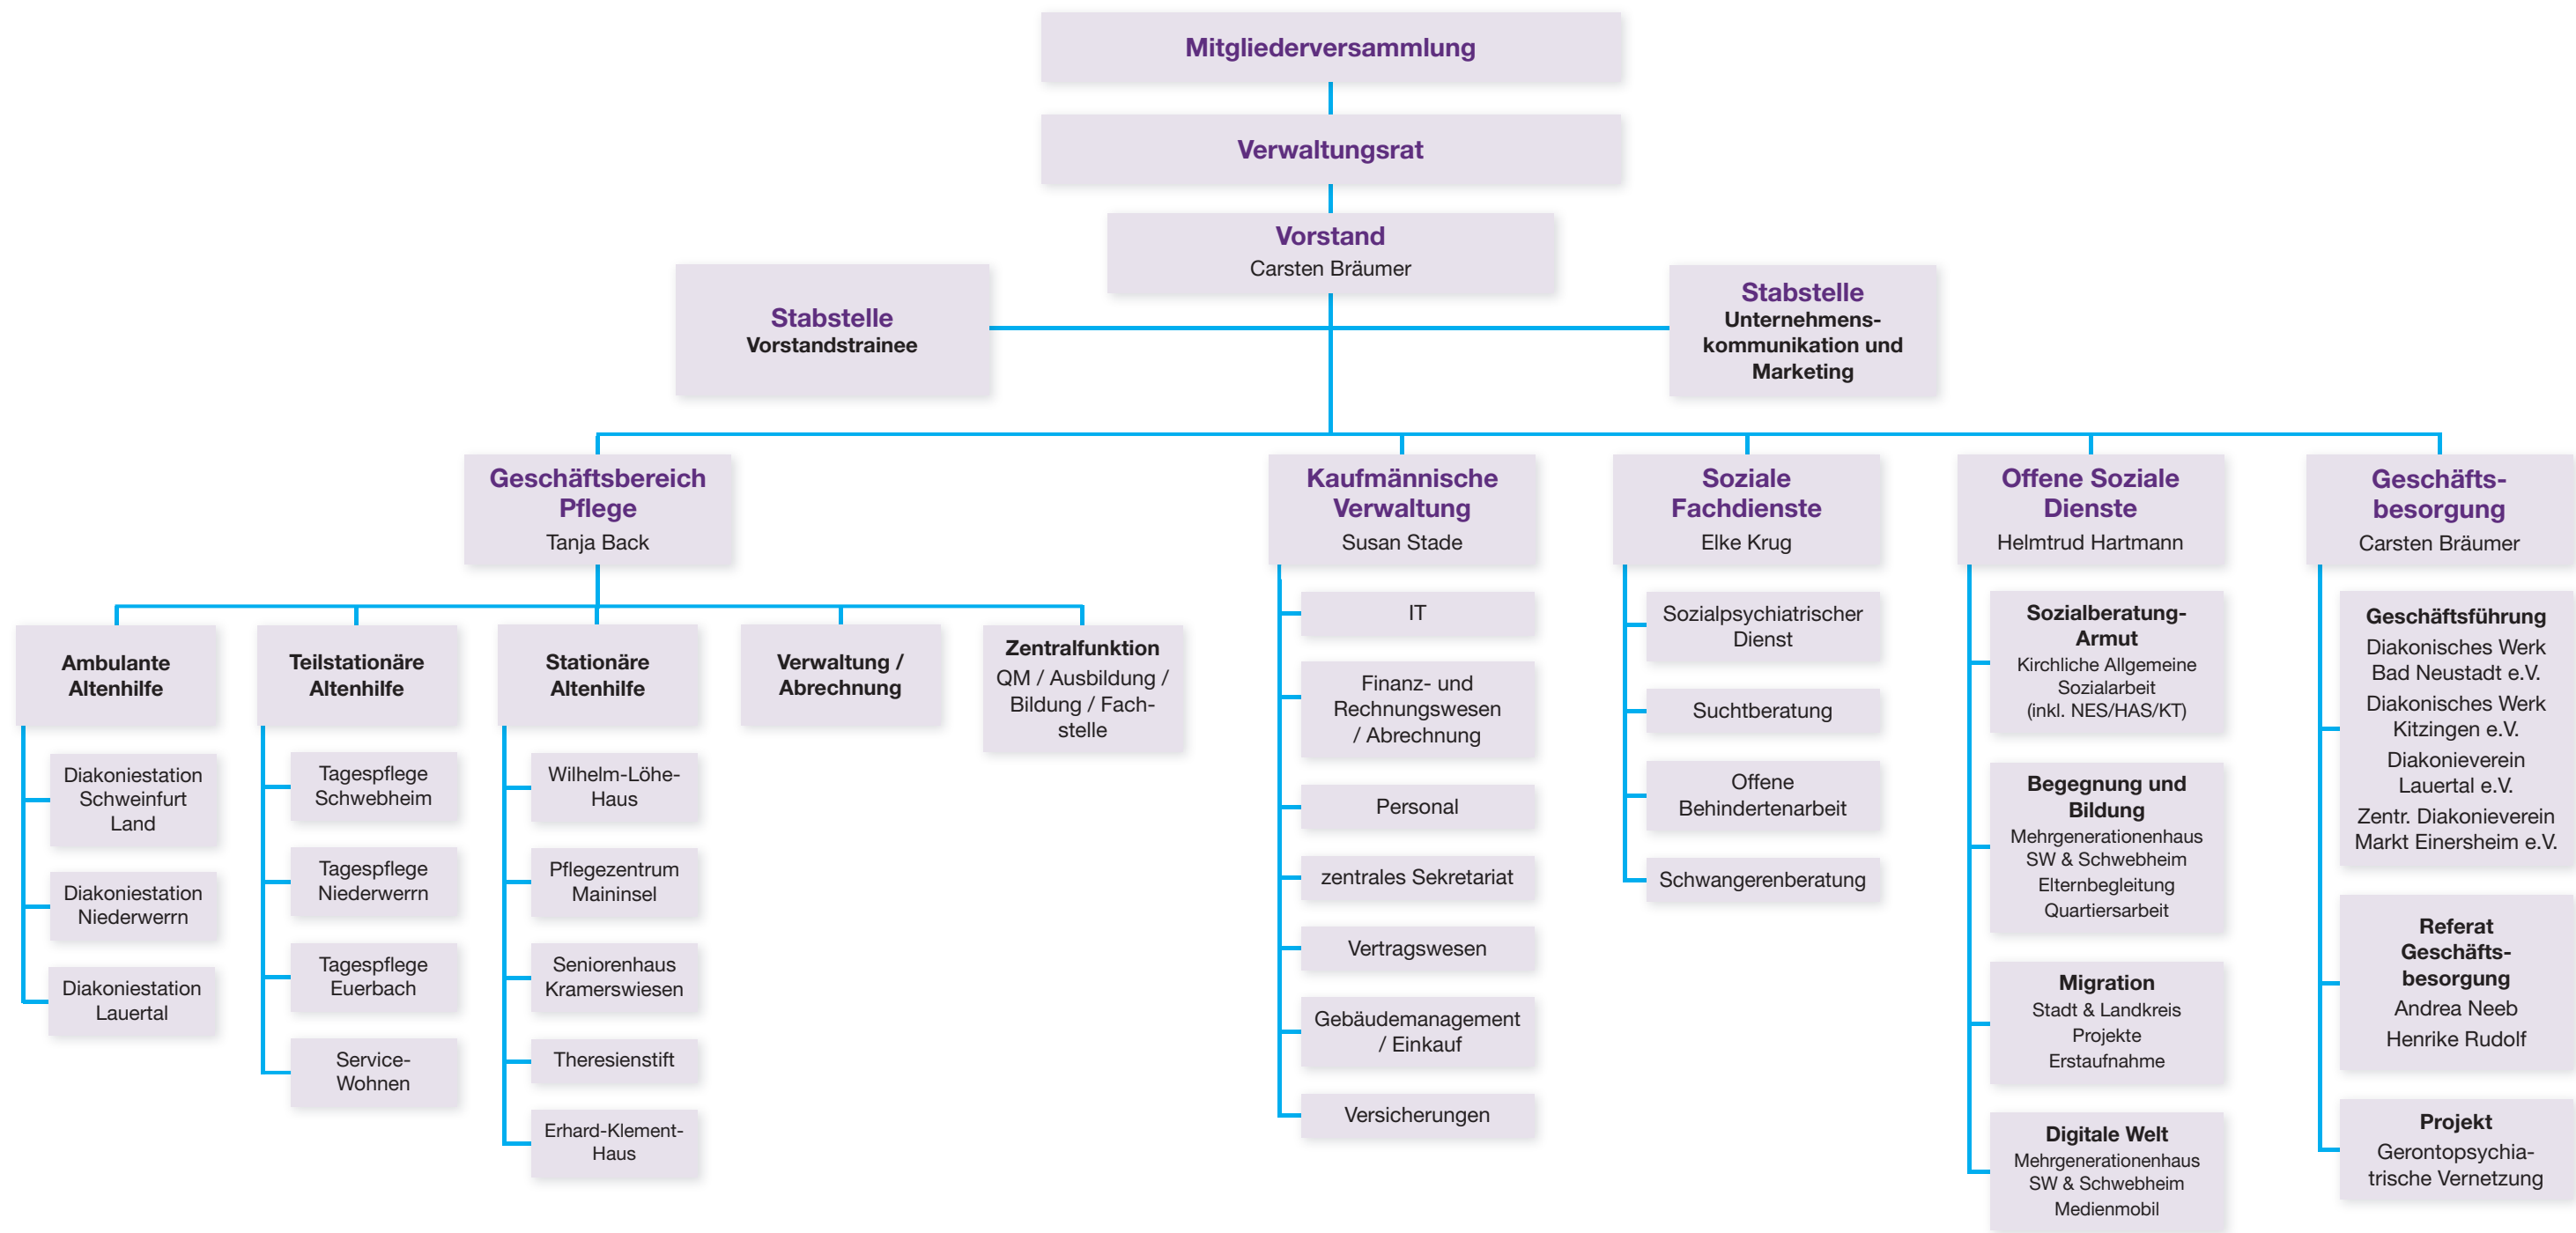 Mitgliederversammlung
Verwaltungsrat
Vorstand
Carsten Bräumer
Stabstelle
Vorstandstrainee
Stabstelle
Unternehmens-
kommunikation und
Marketing
Geschäftsbereich
Pflege
Tanja Back
Ambulante
Altenhilfe
Diakoniestation
Schweinfurt
Land
Diakoniestation
Niederwerrn
Diakoniestation
Lauertal
Teilstationäre
Altenhilfe
Tagespflege
Schwebheim
Tagespflege
Niederwerrn
Tagespflege
Euerbach
Service-
Wohnen
Stationäre
Altenhilfe
Wilhelm-Löhe-
Haus
Pflegezentrum
Maininsel
Seniorenhaus
Kramerswiesen
Theresienstift
Erhard-Klement-
Haus
Verwaltung /
Abrechnung
Zentralfunktion
QM / Ausbildung /
Bildung / Fach-
stelle
Kaufmännische
Verwaltung
Susan Stade
IT
Finanz- und
Rechnungswesen
/ Abrechnung
Personal
zentrales Sekretariat
Vertragswesen
Gebäudemanagement
/ Einkauf
Versicherungen
Soziale
Fachdienste
Elke Krug
Sozialpsychiatrischer
Dienst
Suchtberatung
Offene
Behindertenarbeit
Schwangerenberatung
Offene Soziale
Dienste
Helmtrud Hartmann
Sozialberatung-
Armut
Kirchliche Allgemeine
Sozialarbeit
(inkl. NES/HAS/KT)
Begegnung und
Bildung
Mehrgenerationenhaus
SW & Schwebheim
Elternbegleitung
Quartiersarbeit
Migration
Stadt & Landkreis
Projekte
Erstaufnahme
Digitale Welt
Mehrgenerationenhaus
SW & Schwebheim
Medienmobil
Geschäfts-
besorgung
Carsten Bräumer
Geschäftsführung
Diakonisches Werk
Bad Neustadt e.V.
Diakonisches Werk
Kitzingen e.V.
Diakonieverein
Lauertal e.V.
Zentr. Diakonieverein
Markt Einersheim e.V.
Referat
Geschäfts-
besorgung
Andrea Neeb
Henrike Rudolf
Projekt
Gerontopsychia-
trische Vernetzung